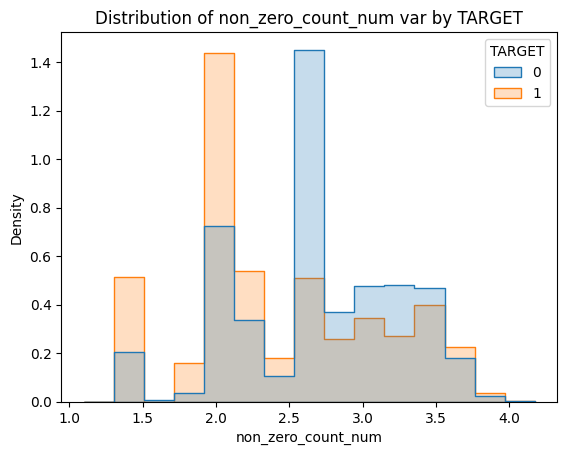 Distribution of non_zero_count_num var by TARGET
TARGET
0
1
Density
1.4
1.2
1.0
0.8
0.6
0.4
0.2
0.0
1.0 1.5 2.0 2.5 3.0 3.5 4.0
non_zero_count_num